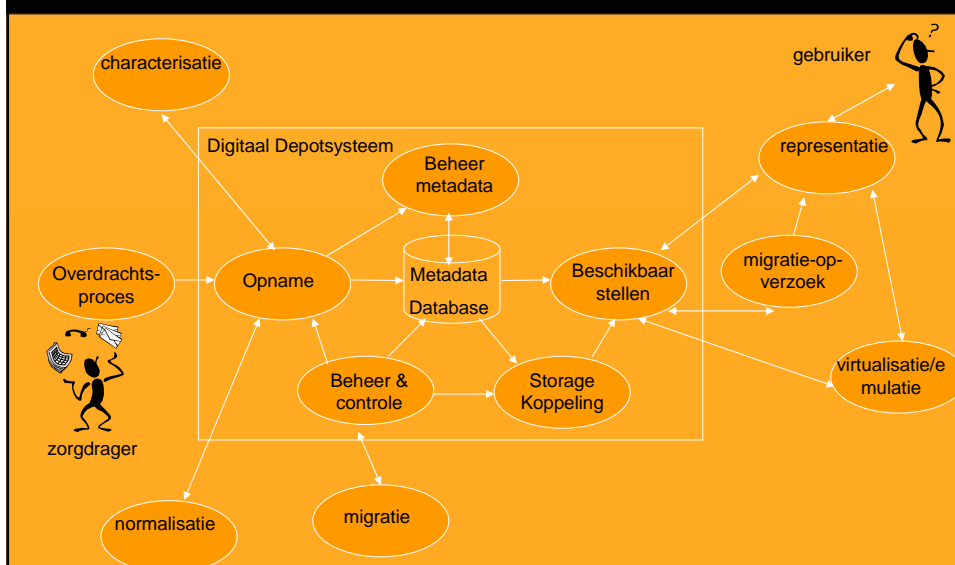 characterisatie
gebruiker
?
Digitaal Depotsysteem
representatie
Beheer
metadata
Overdrachts-
proces
Opname
Metadata
Database
Beschikbaar
stellen
migratie-op-
verzoek
Beheer &
controle
Storage
Koppeling
virtualisatie/e
mulatie
zorgdrager
normalisatie
migratie